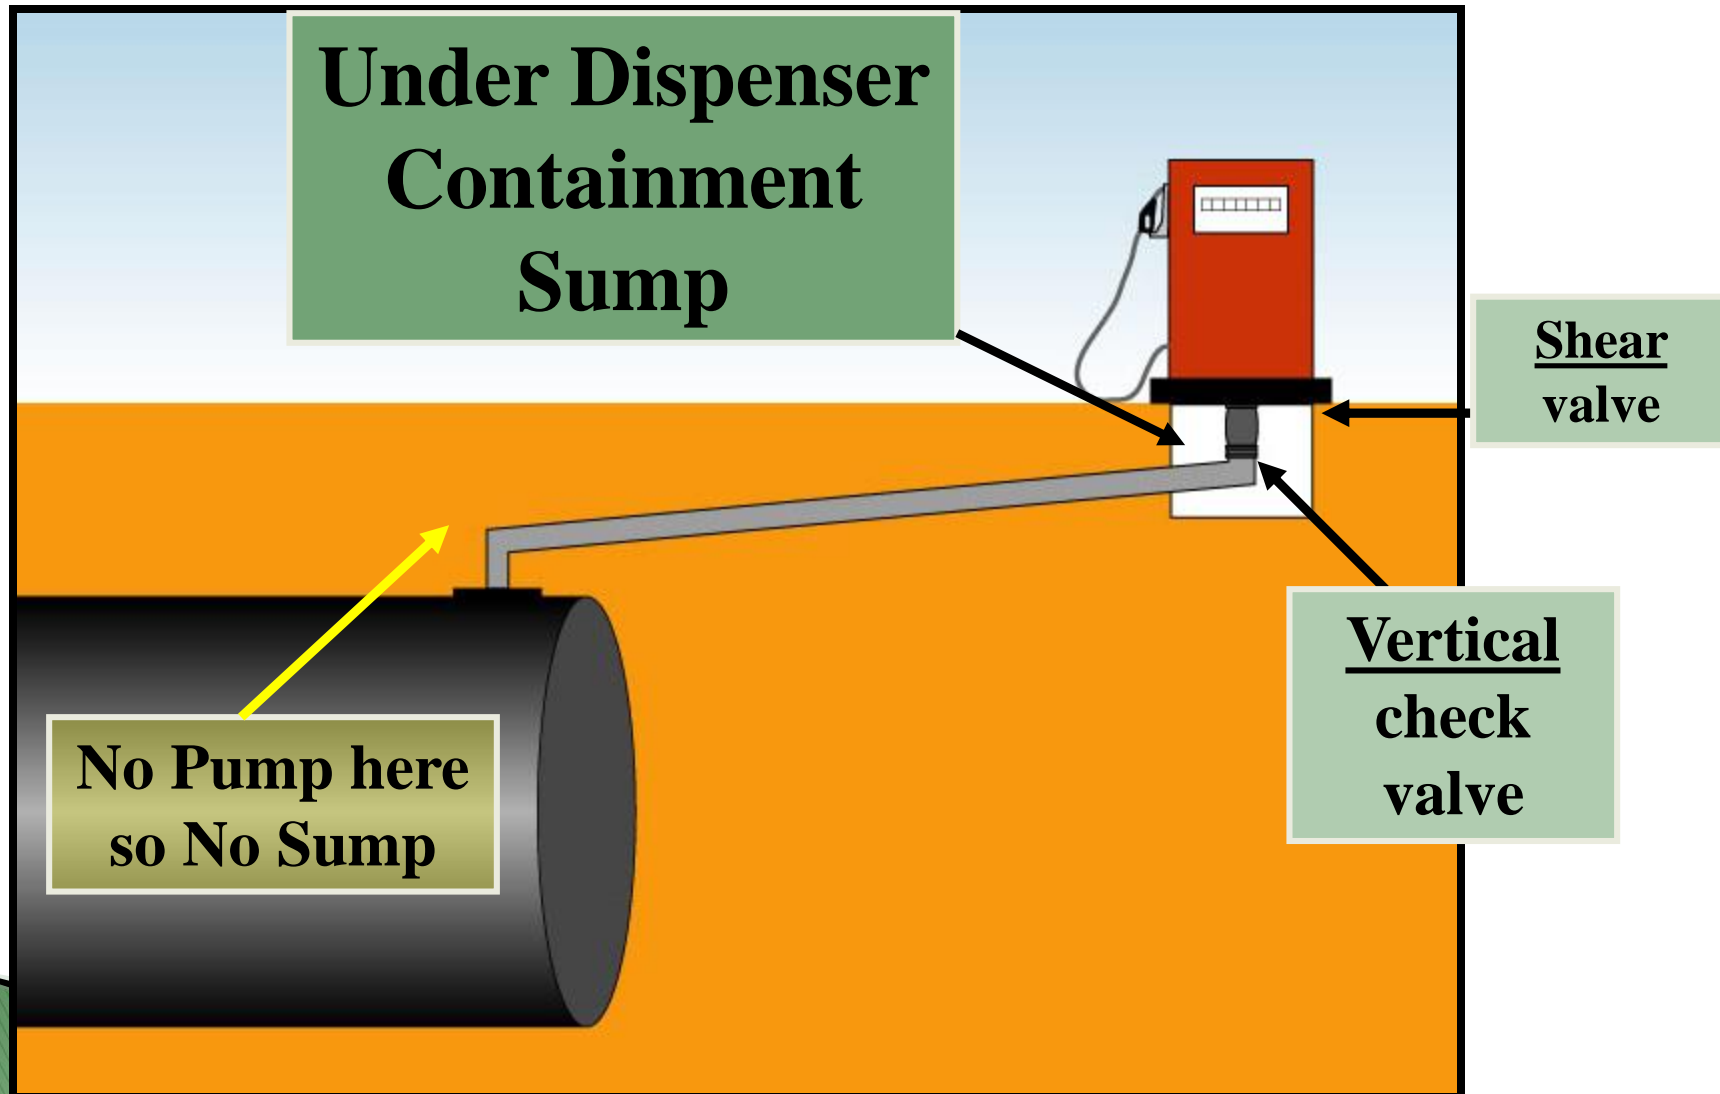 Under Dispenser
Containment
Sump
Shear
valve
Vertical
check
valve
No Pump here
so No Sump